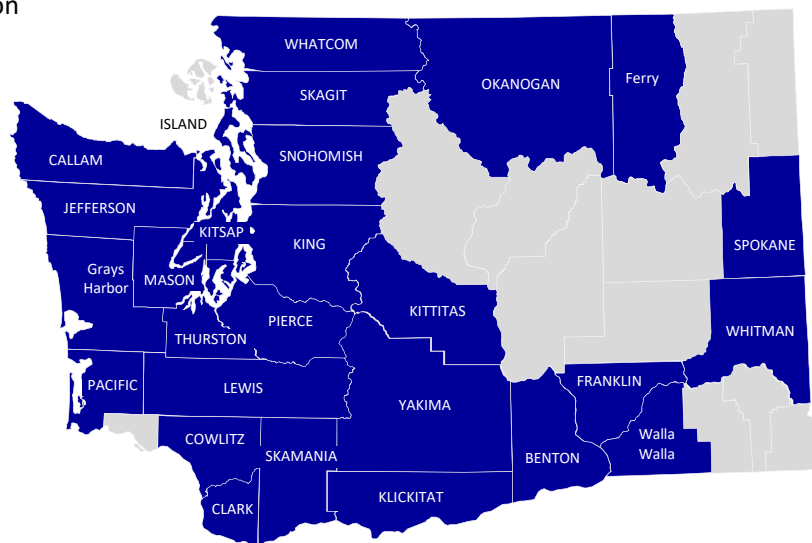 on
WHATCOM
OKANOGAN
Ferry
SKAGIT
ISLAND
SNOHOMISH
CALLAM
JEFFERSON
KITSAP
KING
SPOKANE
Grays
Harbor
MASON
KITTITAS
PIERCE
THURSTON
WHITMAN
PACIFIC
LEWIS
FRANKLIN
YAKIMA
COWLITZ
Walla
Walla
SKAMANIA
BENTON
KLICKITAT
CLARK